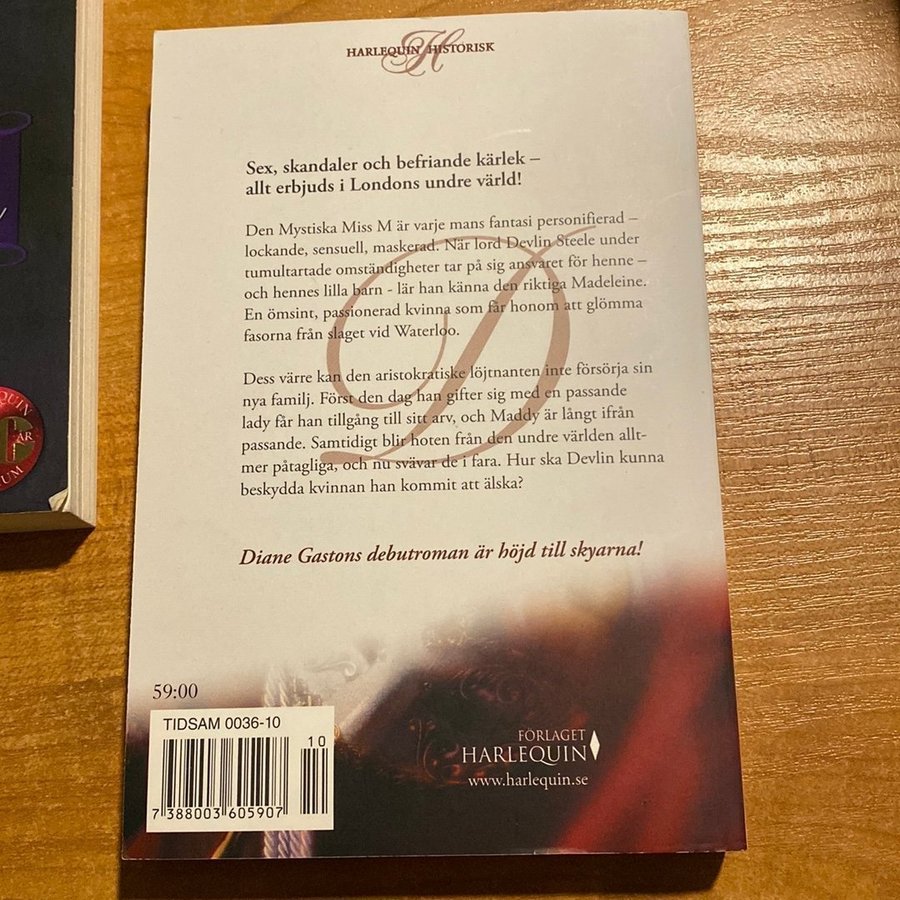 HARLEQUIN HISTORISK
H
Sex, skandaler och befriande kärlek –
allt erbjuds i Londons undre värld!
Den Mystiska Miss M är varje mans fantasi personifierad –
lockande, sensuell, maskerad. När lord Devlin Steele under
tumultartade omständigheter tar på sig ansvaret för henne –
och hennes lilla barn - lär han känna den riktiga Madeleine.
En ömsint, passionerad kvinna som får honom att glömma
fasorna från slaget vid Waterloo.
D
Dess värre kan den aristokratiske löjtnanten inte försörja sin
nya familj. Först den dag han gifter sig med en passande
lady får han tillgång till sitt arv, och Maddy är långt ifrån
passande. Samtidigt blir hoten från den undre världen allt-
mer påtagliga, och nu svävar de i fara. Hur ska Devlin kunna
beskydda kvinnan han kommit att älska?
Diane Gastons debutroman är höjd till skyarna!
59:00
TIDSAM 0036-10
10
7 388003 605907
FÖRLAGET
HARLEQUIN
www.harlequin.se
QUIN
ÅR
UM